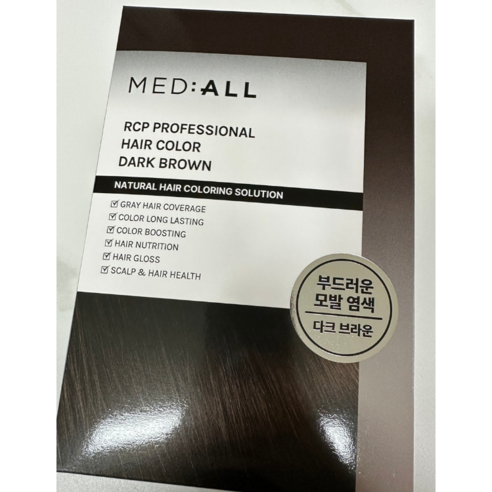 MED:ALL
RCP PROFESSIONAL
HAIR COLOR
DARK BROWN
NATURAL HAIR COLORING SOLUTION
☑ GRAY HAIR COVERAGE
☑ COLOR LONG LASTING
☑ COLOR BOOSTING
☑ HAIR NUTRITION
☑ HAIR GLOSS
☑ SCALP & HAIR HEALTH
부드러운
모발 염색
다크 브라운